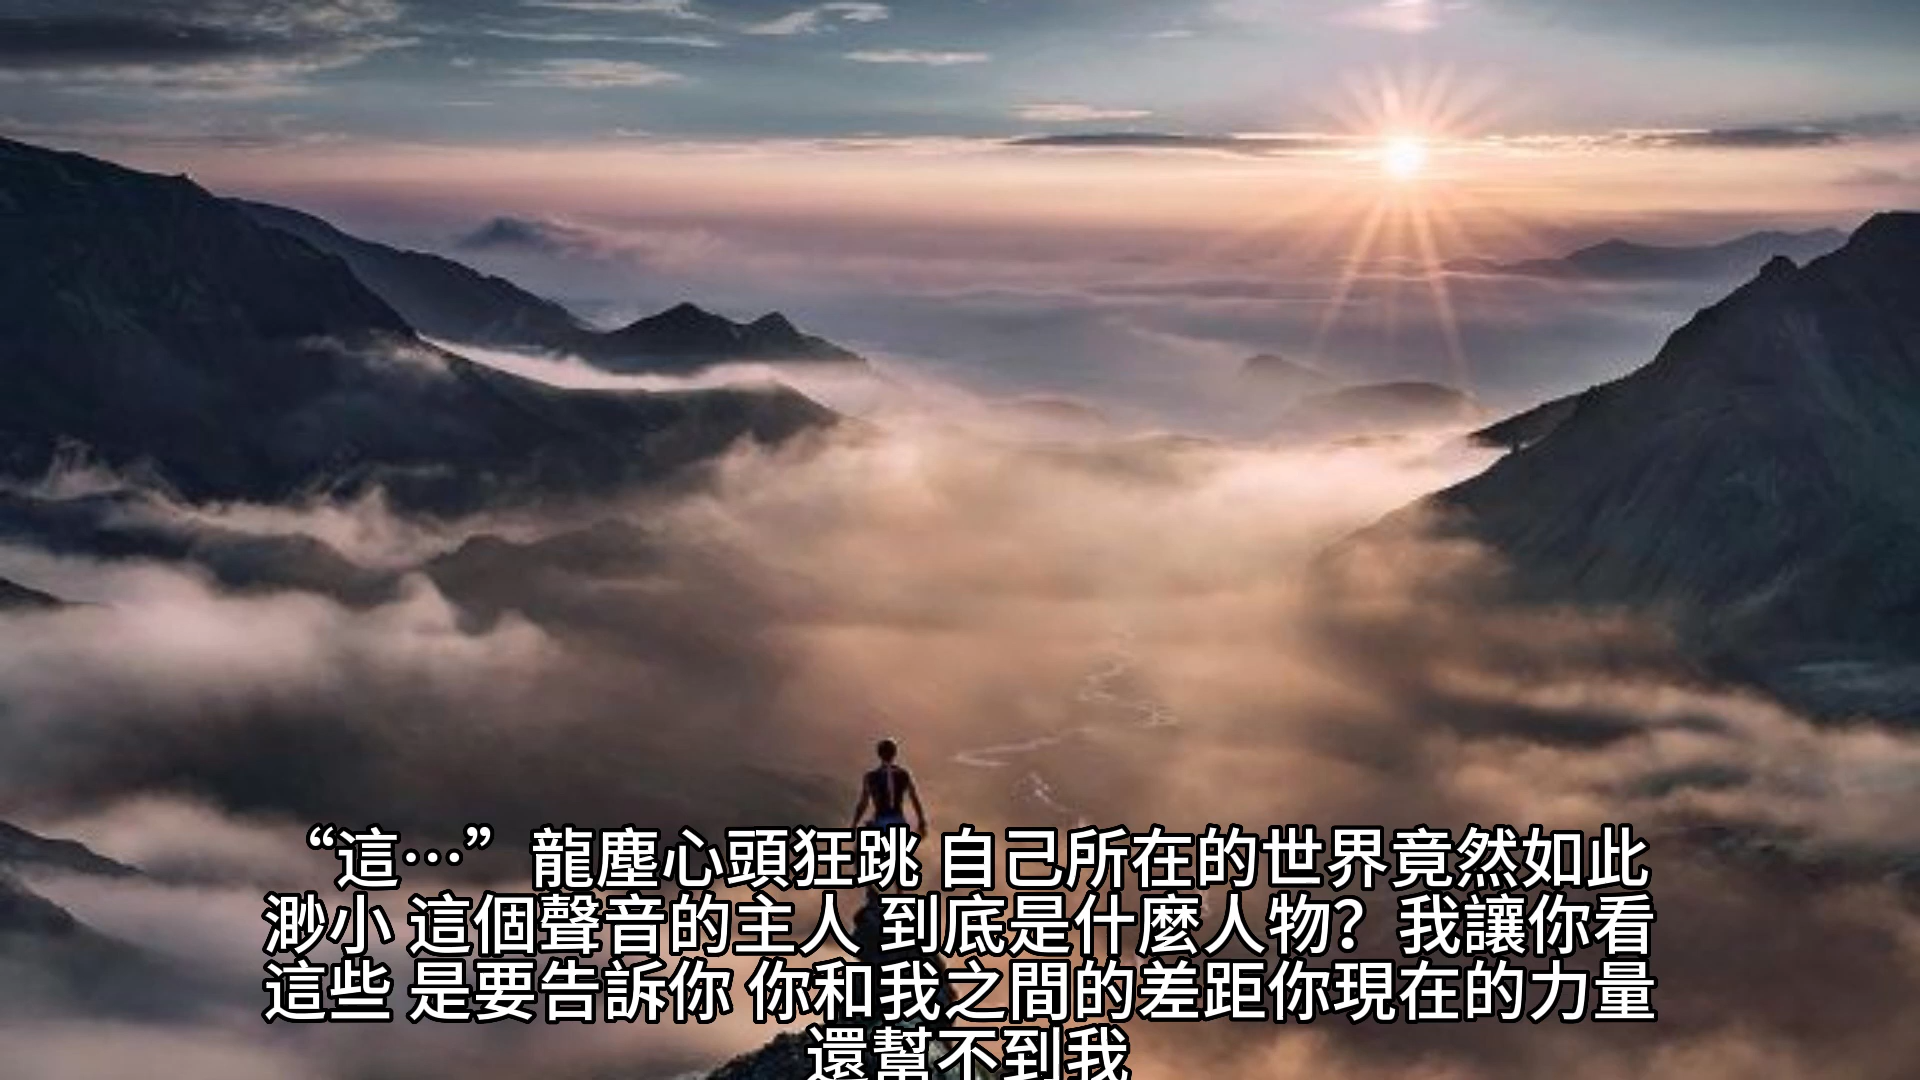 “這…”龍塵心頭狂跳 自己所在的世界竟然如此
渺小 這個聲音的主人 到底是什麼人物？我讓你看
這些 是要告訴你 你和我之間的差距你現在的力量
還幫不到我